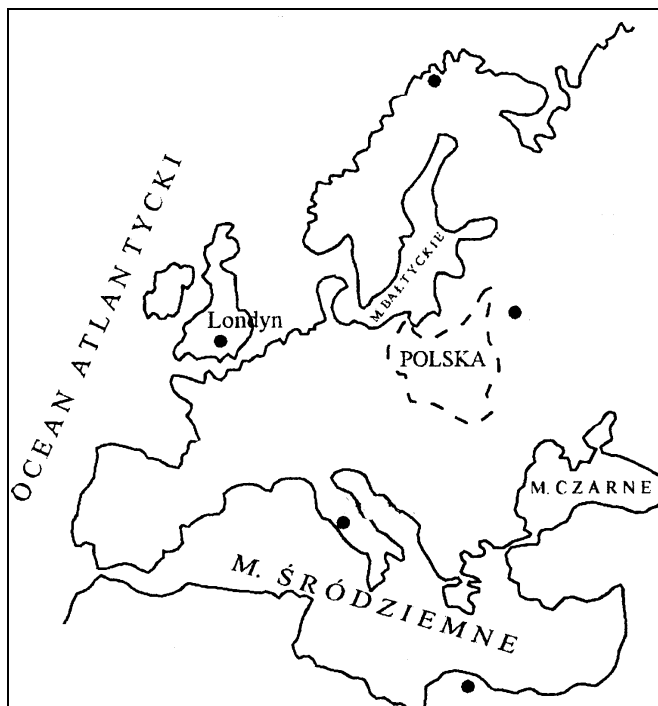 OCEAN ATLANTYCKI
Londyn
M. BAŁTYCKIE
POLSKA
M. CZARNE
M. ŚRÓDZIEMNE